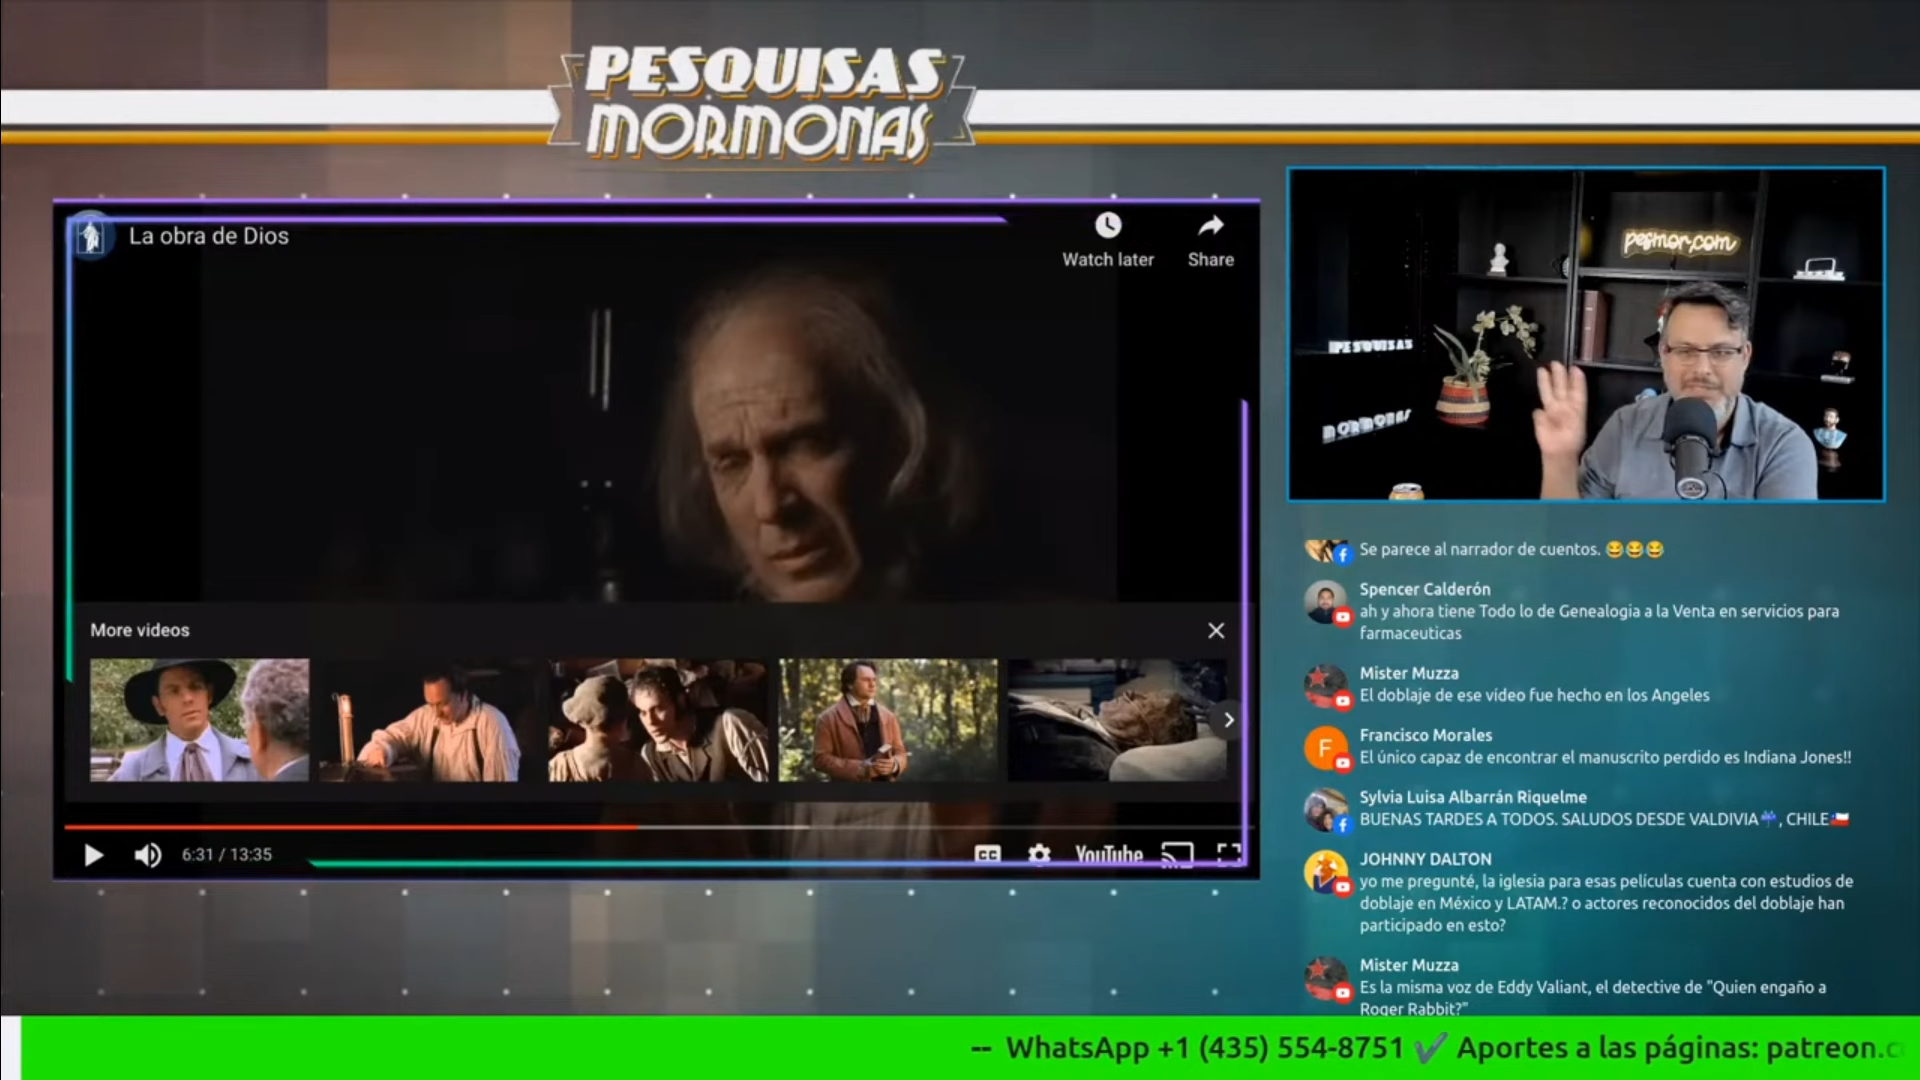 PESQUISAS
MORMONAS
La obra de Dios
Watch later
Share
More videos
6:31 / 13:35
CC
YouTube
pesmor.com
PESQUISAS
MORMONAS
Se parece al narrador de cuentos. 😂😂😂
Spencer Calderón
ah y ahora tiene Todo lo de Genealogia a la Venta en servicios para
farmaceuticas
Mister Muzza
El doblaje de ese vídeo fue hecho en los Angeles
F
Francisco Morales
El único capaz de encontrar el manuscrito perdido es Indiana Jones!!
Sylvia Luisa Albarrán Riquelme
BUENAS TARDES A TODOS. SALUDOS DESDE VALDIVIA☔, CHILE🇨🇱
JOHNNY DALTON
yo me pregunté, la iglesia para esas películas cuenta con estudios de
doblaje en México y LATAM.? o actores reconocidos del doblaje han
participado en esto?
Mister Muzza
Es la misma voz de Eddy Valiant, el detective de "Quien engaño a
Roger Rabbit?"
-- WhatsApp +1 (435) 554-8751 ✔ Aportes a las páginas: patreon.c